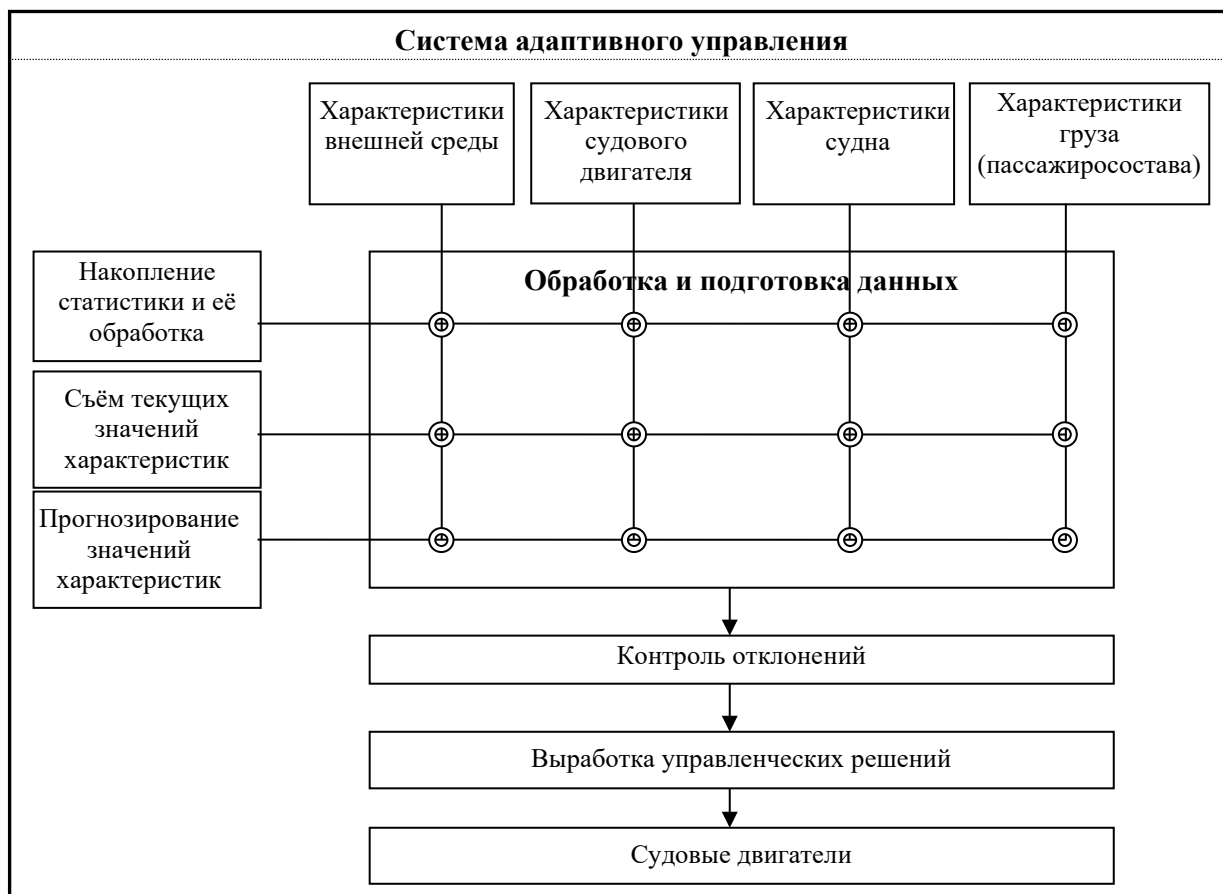 Система адаптивного управления
Характеристики
внешней среды
Характеристики
судового
двигателя
Характеристики
судна
Характеристики
груза
(пассажиросостава)
Накопление
статистики и её
обработка
Обработка и подготовка данных
Съём текущих
значений
характеристик
Прогнозирование
значений
характеристик
Контроль отклонений
Выработка управленческих решений
Судовые двигатели